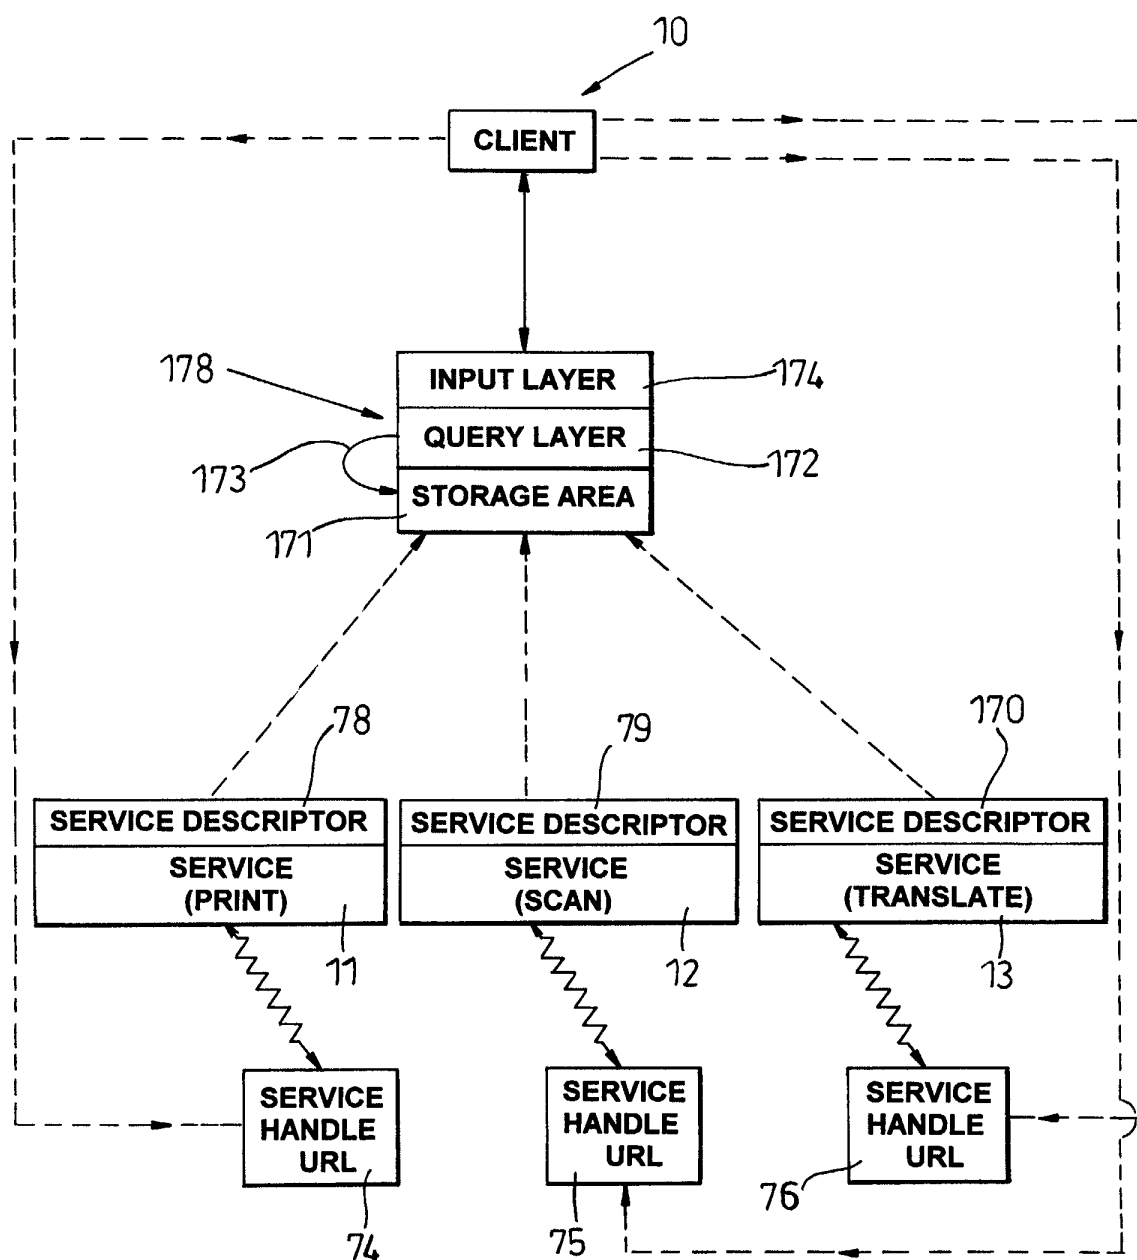 10
CLIENT
178
INPUT LAYER
174
QUERY LAYER
172
173
STORAGE AREA
171
78
79
170
SERVICE DESCRIPTOR
SERVICE
(PRINT)
11
SERVICE DESCRIPTOR
SERVICE
(SCAN)
12
SERVICE DESCRIPTOR
SERVICE
(TRANSLATE)
13
SERVICE
HANDLE
URL
74
SERVICE
HANDLE
URL
75
SERVICE
HANDLE
URL
76